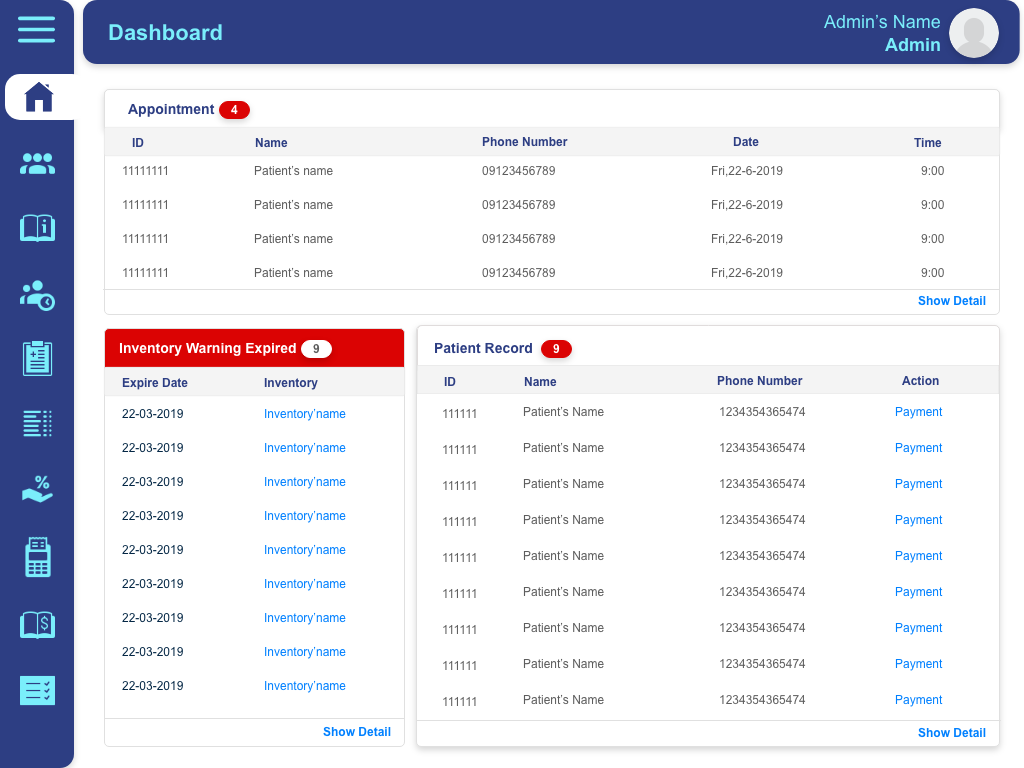 Dashboard
Admin's Name
Admin
Appointment 4
ID Name Phone Number Date Time
11111111 Patient's name 09123456789 Fri,22-6-2019 9:00
11111111 Patient's name 09123456789 Fri,22-6-2019 9:00
11111111 Patient's name 09123456789 Fri,22-6-2019 9:00
11111111 Patient's name 09123456789 Fri,22-6-2019 9:00
Show Detail
Inventory Warning Expired 9
Expire Date Inventory
22-03-2019 Inventory'name
22-03-2019 Inventory'name
22-03-2019 Inventory'name
22-03-2019 Inventory'name
22-03-2019 Inventory'name
22-03-2019 Inventory'name
22-03-2019 Inventory'name
22-03-2019 Inventory'name
22-03-2019 Inventory'name
Show Detail
Patient Record 9
ID Name Phone Number Action
111111 Patient's Name 1234354365474 Payment
111111 Patient's Name 1234354365474 Payment
111111 Patient's Name 1234354365474 Payment
111111 Patient's Name 1234354365474 Payment
111111 Patient's Name 1234354365474 Payment
111111 Patient's Name 1234354365474 Payment
111111 Patient's Name 1234354365474 Payment
111111 Patient's Name 1234354365474 Payment
111111 Patient's Name 1234354365474 Payment
Show Detail